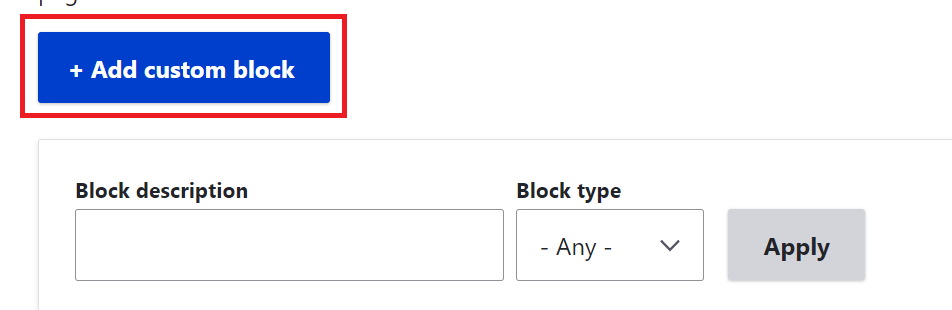 + Add custom block
Block description
Block type
- Any -
Apply